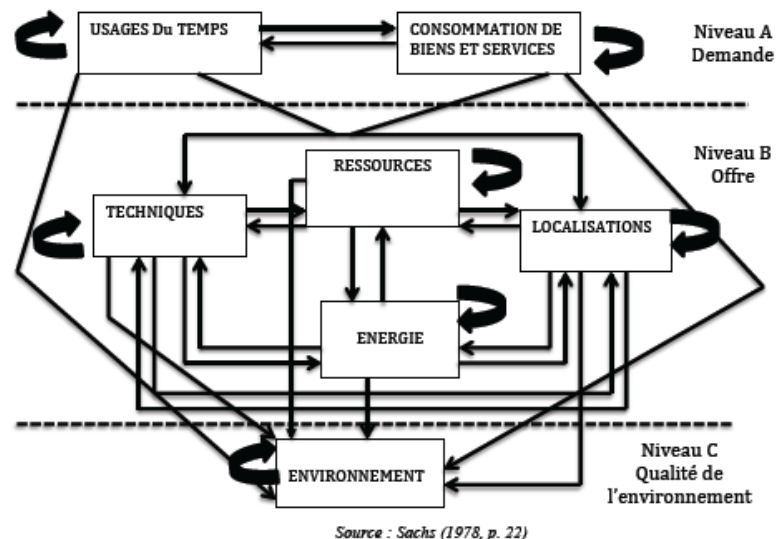 USAGES Du TEMPS
CONSOMMATION DE
BIENS ET SERVICES
Niveau A
Demande
Niveau B
Offre
RESSOURCES
TECHNIQUES
LOCALISATIONS
ENERGIE
Niveau C
Qualité de
l'environnement
ENVIRONNEMENT
Source : Sachs (1978, p. 22)